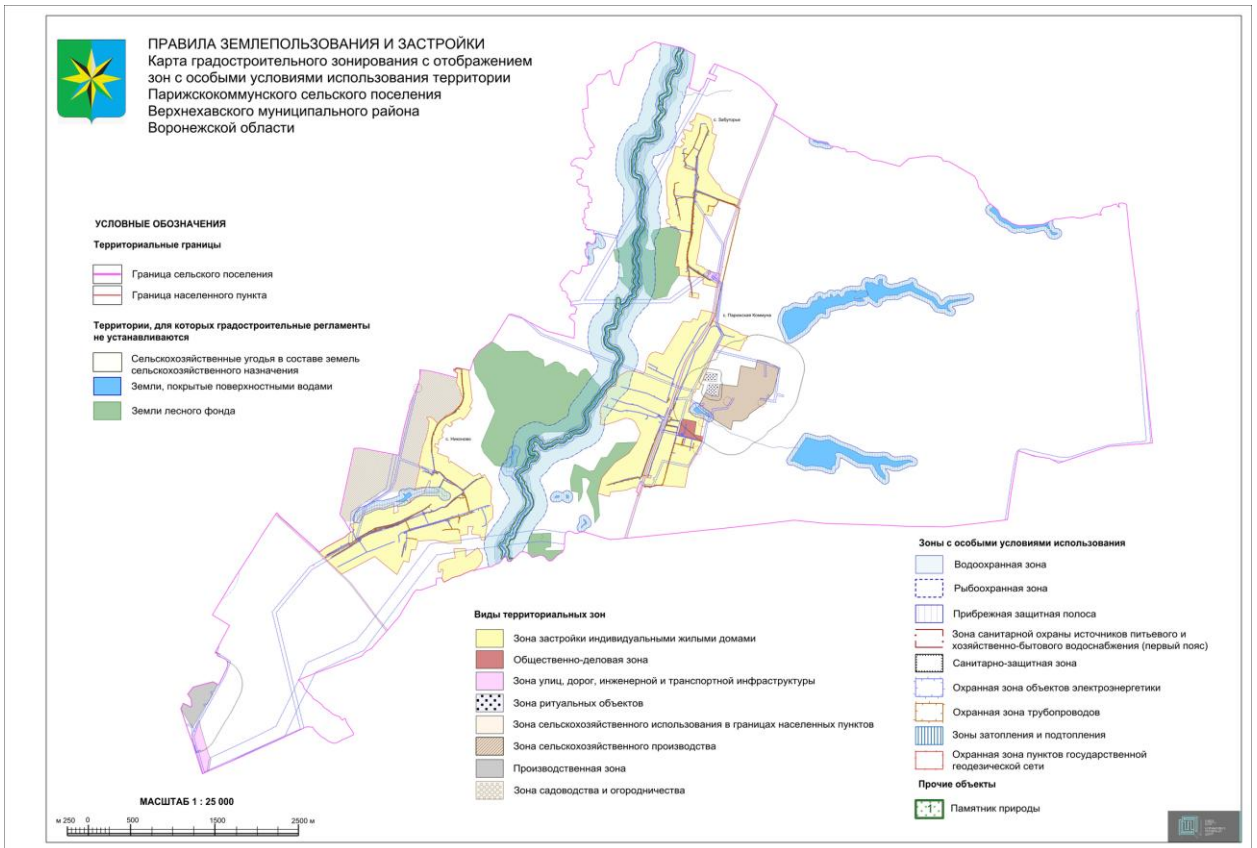 ПРАВИЛА ЗЕМЛЕПОЛЬЗОВАНИЯ И ЗАСТРОЙКИ
Карта градостроительного зонирования с отображением
зон с особыми условиями использования территории
Парижскокоммунского сельского поселения
Верхнехавского муниципального района
Воронежской области
УСЛОВНЫЕ ОБОЗНАЧЕНИЯ
Территориальные границы
Граница сельского поселения
Граница населенного пункта
Территории, для которых градостроительные регламенты
не устанавливаются
Сельскохозяйственные угодья в составе земель
сельскохозяйственного назначения
Земли, покрытые поверхностными водами
Земли лесного фонда
с. Забугорье
с. Парижская Коммуна
Виды территориальных зон
Зона застройки индивидуальными жилыми домами
Общественно-деловая зона
Зона улиц, дорог, инженерной и транспортной инфраструктуры
Зона ритуальных объектов
Зона сельскохозяйственного использования в границах населенных пунктов
Зона сельскохозяйственного производства
Производственная зона
Зона садоводства и огородничества
Зоны с особыми условиями использования
Водоохранная зона
Рыбоохранная зона
Прибрежная защитная полоса
Зона санитарной охраны источников питьевого и
хозяйственно-бытового водоснабжения (первый пояс)
Санитарно-защитная зона
Охранная зона объектов электроэнергетики
Охранная зона трубопроводов
Зоны затопления и подтопления
Охранная зона пунктов государственной
геодезической сети
Прочие объекты
1 Памятник природы
МАСШТАБ 1 : 25 000
м 250 0 500 1500 2500 м